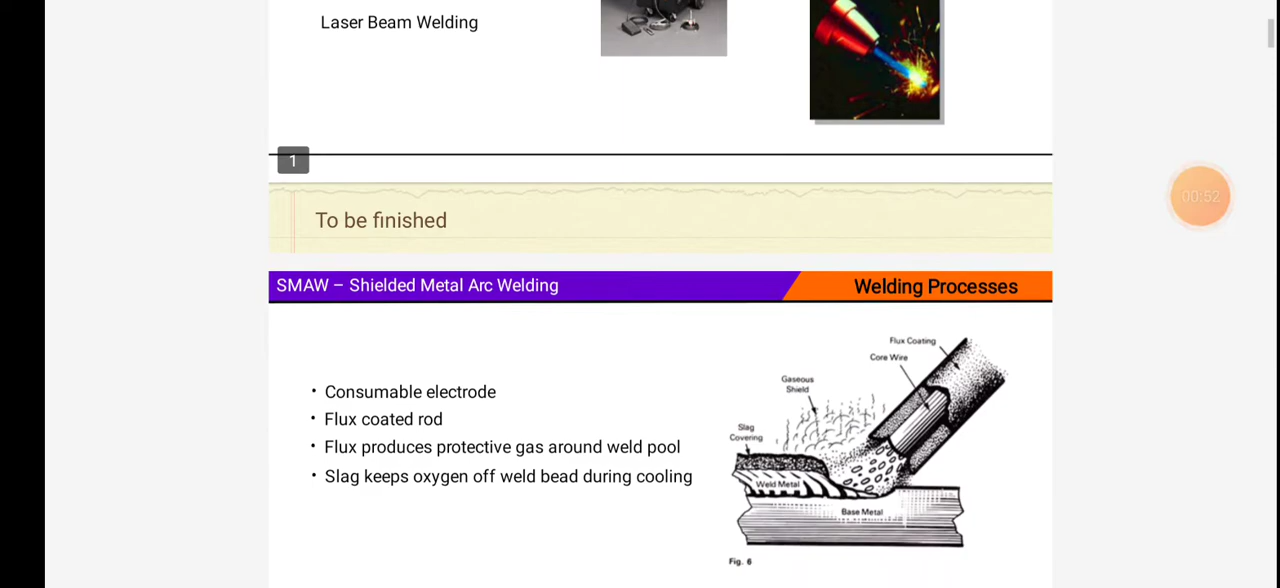 Laser Beam Welding
1
To be finished
00:52
SMAW – Shielded Metal Arc Welding
Welding Processes
• Consumable electrode
• Flux coated rod
• Flux produces protective gas around weld pool
• Slag keeps oxygen off weld bead during cooling
Flux Coating
Core Wire
Gaseous
Shield
Slag
Covering
Weld Metal
Base Metal
Fig. 6